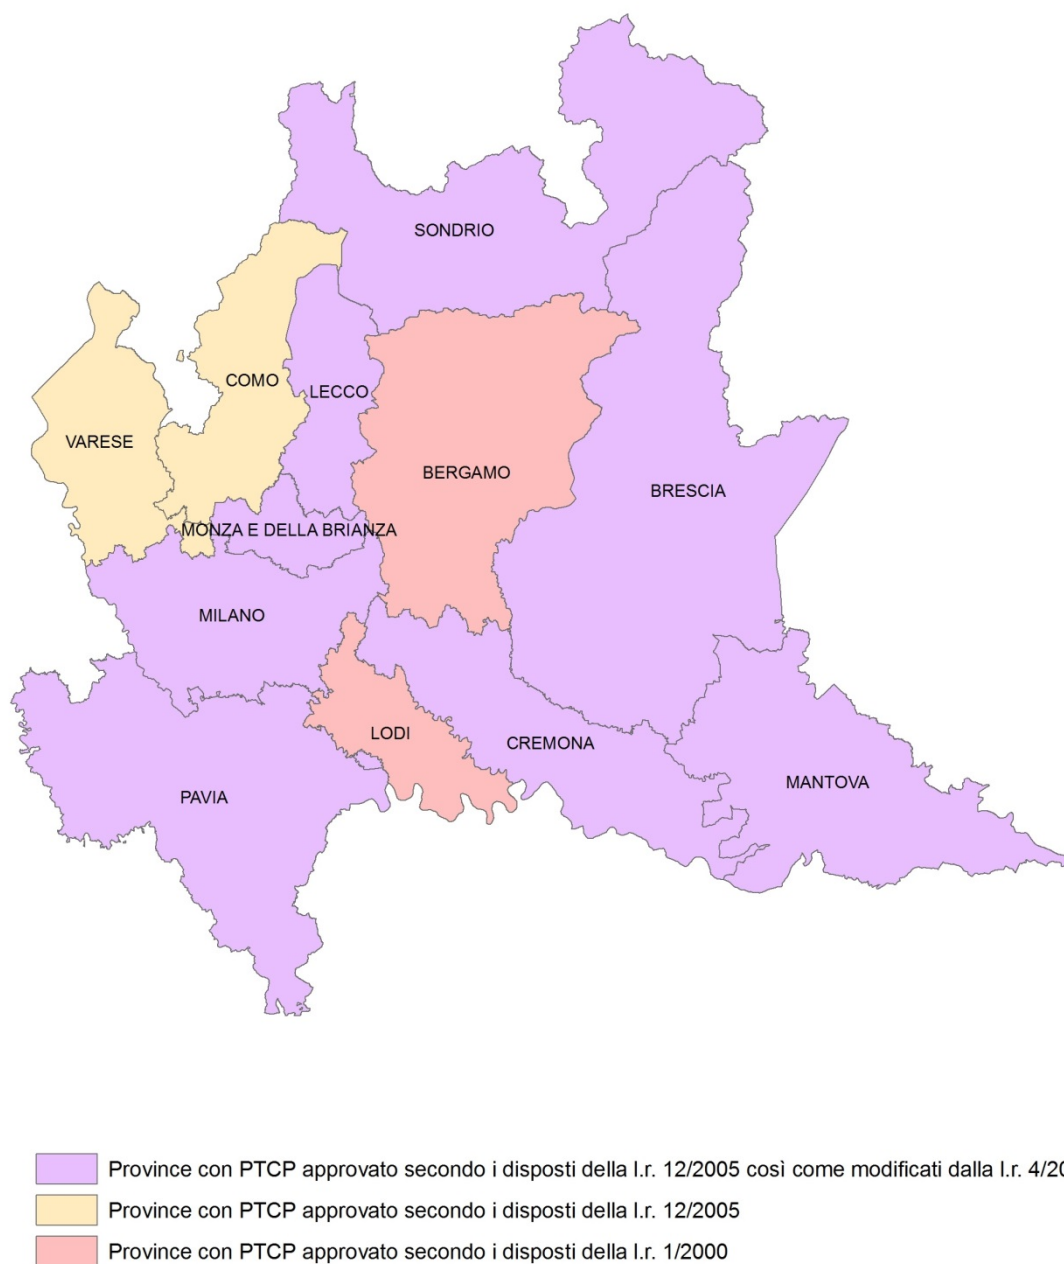 SONDRIO
COMO
LECCO
VARESE
BERGAMO
BRESCIA
MONZA E DELLA BRIANZA
MILANO
LODI
CREMONA
MANTOVA
PAVIA
Province con PTCP approvato secondo i disposti della l.r. 12/2005 così come modificati dalla l.r.
Province con PTCP approvato secondo i disposti della l.r. 12/2005
Province con PTCP approvato secondo i disposti della l.r. 1/2000